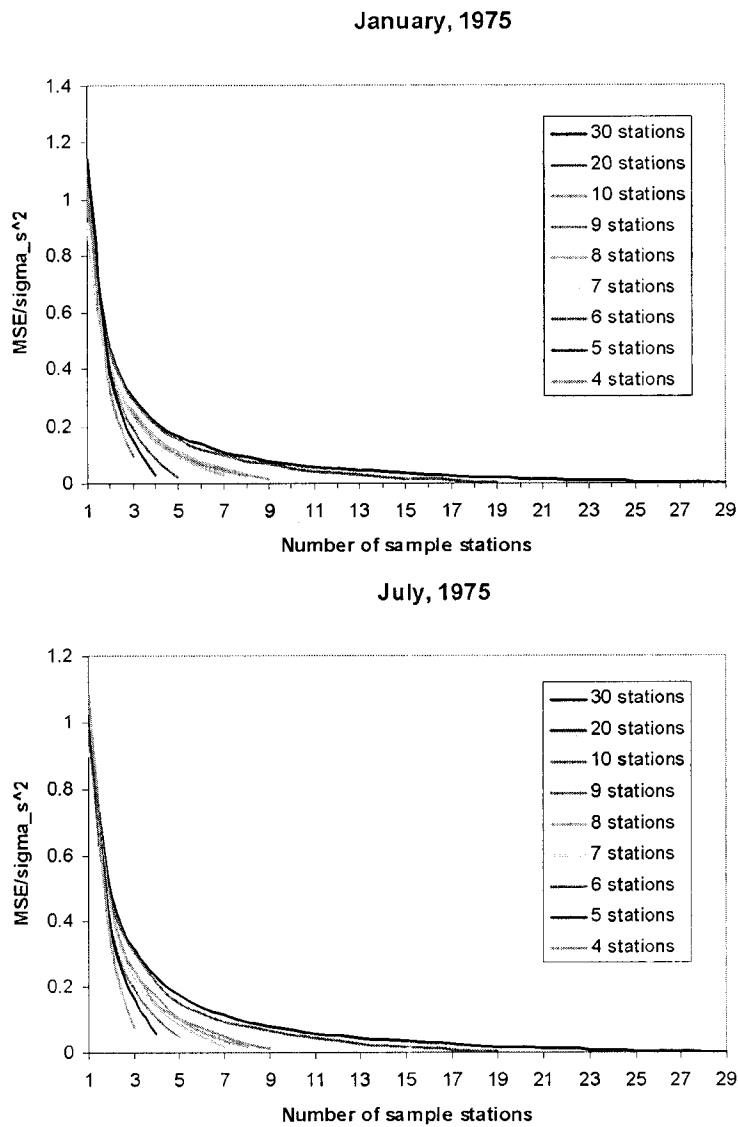 January, 1975
1.4
1.2
1
0.8
0.6
0.4
0.2
0
MSE/sigma_s^2
30 stations
20 stations
10 stations
9 stations
8 stations
7 stations
6 stations
5 stations
4 stations
1 3 5 7 9 11 13 15 17 19 21 23 25 27 29
Number of sample stations
July, 1975
1.2
1
0.8
0.6
0.4
0.2
0
MSE/sigma_s^2
30 stations
20 stations
10 stations
9 stations
8 stations
7 stations
6 stations
5 stations
4 stations
1 3 5 7 9 11 13 15 17 19 21 23 25 27 29
Number of sample stations